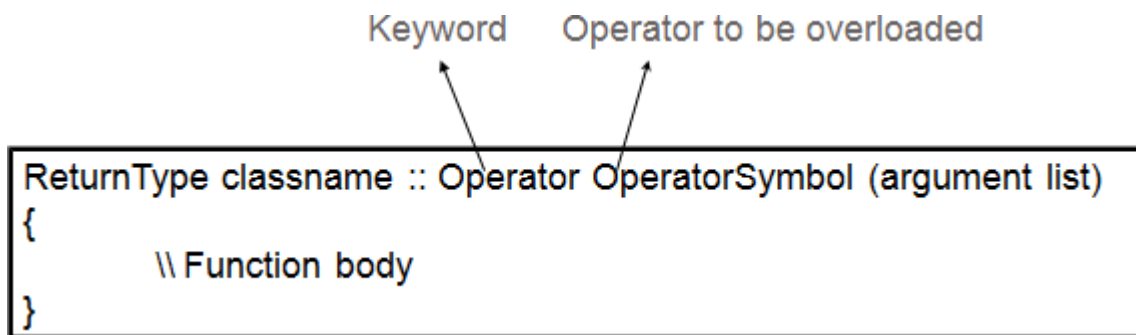 Keyword Operator to be overloaded
ReturnType classname :: Operator OperatorSymbol (argument list)
{
\\ Function body
}